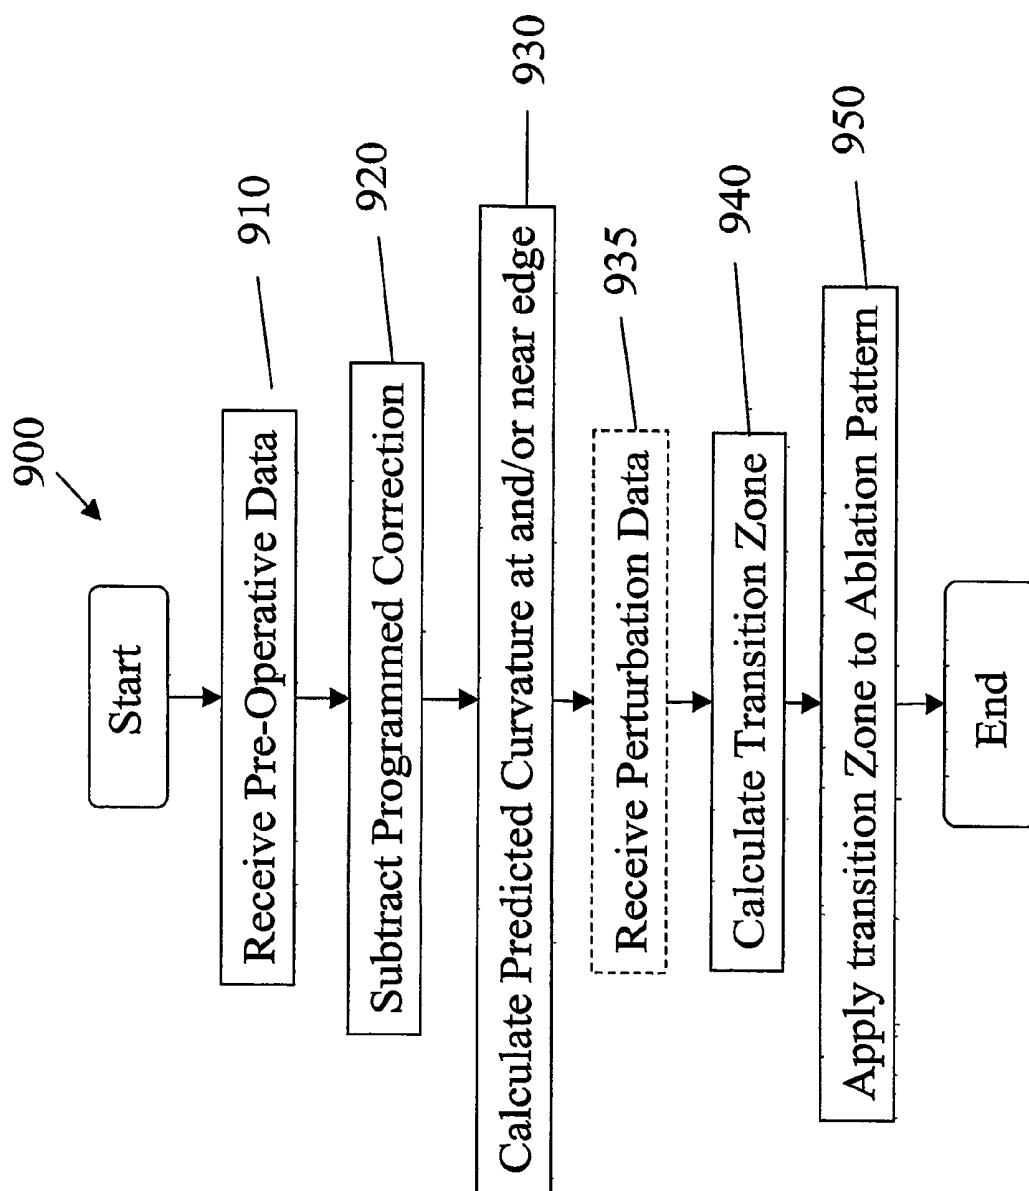 900
Start
Receive Pre-Operative Data
910
Subtract Programmed Correction
920
Calculate Predicted Curvature at and/or near edge
930
Receive Perturbation Data
935
Calculate Transition Zone
940
Apply transition Zone to Ablation Pattern
950
End